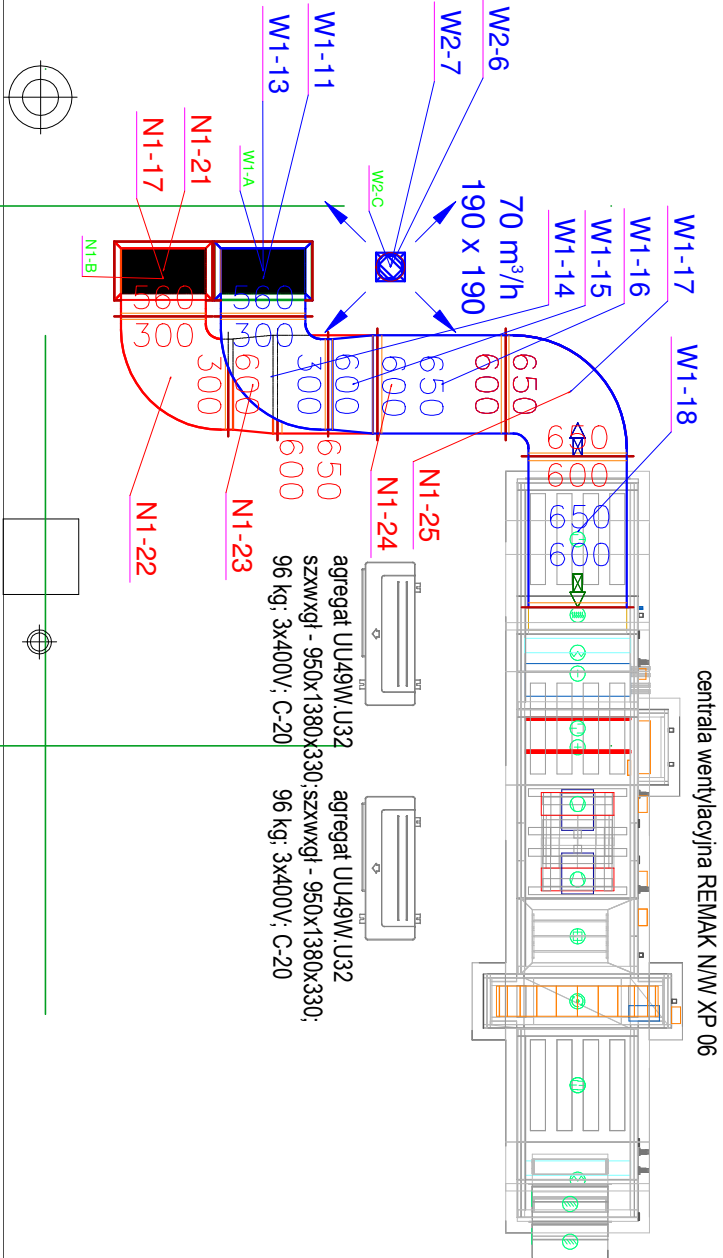 centrala wentylacyjna REMAK N/W XP 06
W2-6
W2-7
W1-11
W1-13
W2-C
W1-A
N1-21
N1-17
N1-B
70 m³/h
190 x 190
W1-17
W1-16
W1-15
W1-14
W1-18
560
300
560
300
600
300
600
300
650
600
650
600
650
600
650
600
650
600
N1-25
N1-24
N1-23
N1-22
agregat UU49W.U32
szxwxgł - 950x1380x330;
96 kg; 3x400V; C-20
agregat UU49W.U32
szxwxgł - 950x1380x330;
96 kg; 3x400V; C-20